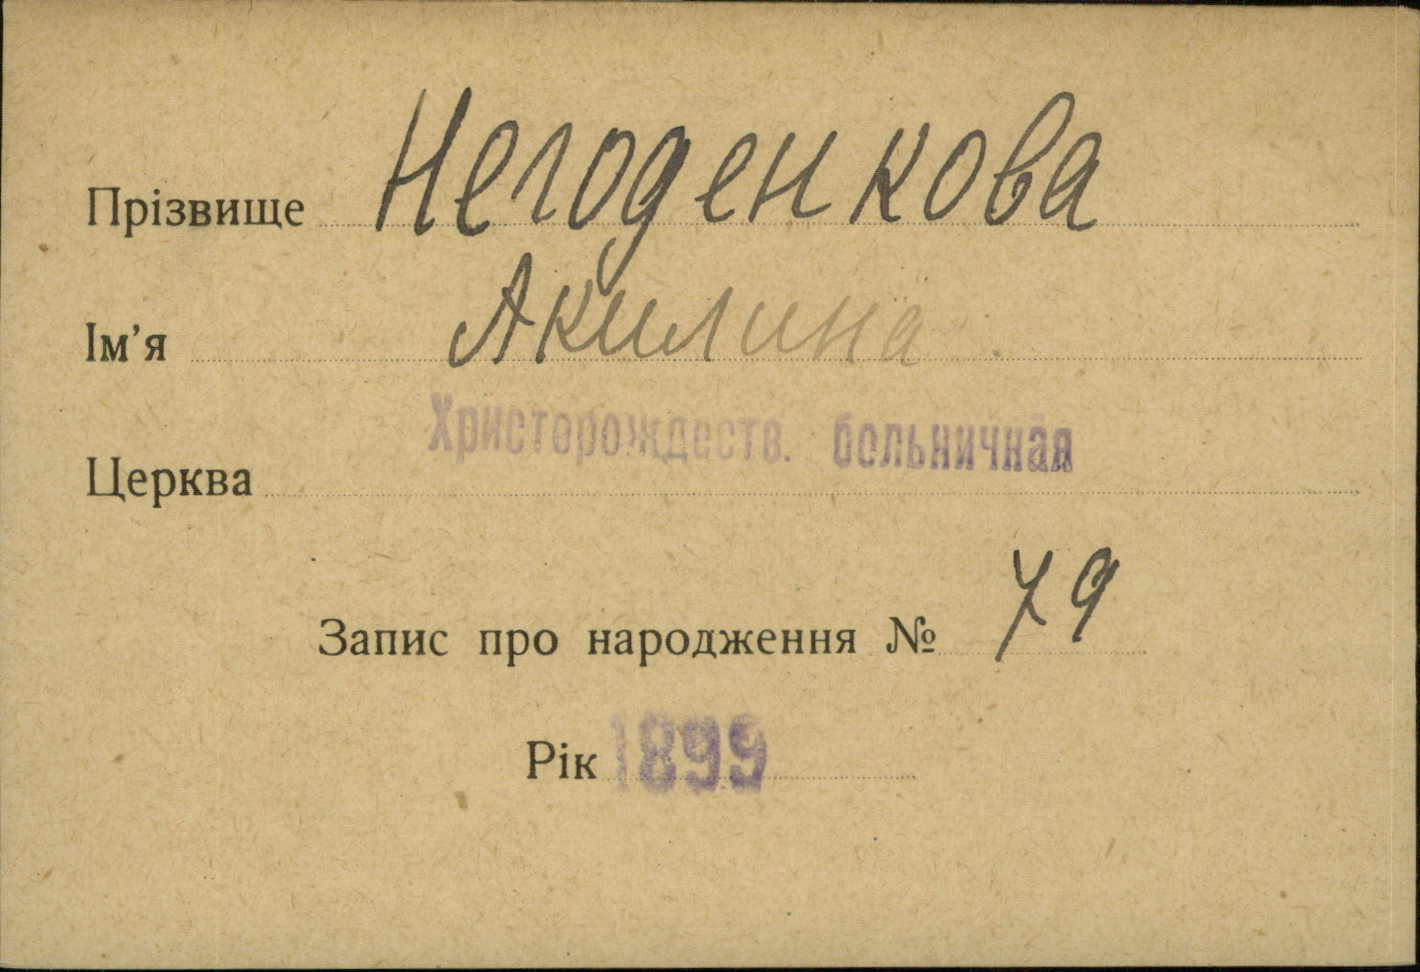 Прізвище Негоденкова
Ім’я Акилина
Церква Христорождеств. больничная
Запис про народження № 79
Рік 1899